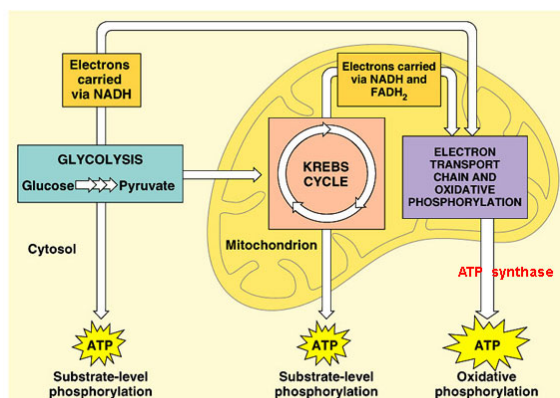 Electrons
carried
via NADH
Electrons carried
via NADH and
FADH₂
GLYCOLYSIS
Glucose Pyruvate
KREBS
CYCLE
ELECTRON
TRANSPORT
CHAIN AND
OXIDATIVE
PHOSPHORYLATION
Cytosol
Mitochondrion
ATP synthase
ATP
ATP
ATP
Substrate-level
phosphorylation
Substrate-level
phosphorylation
Oxidative
phosphorylation